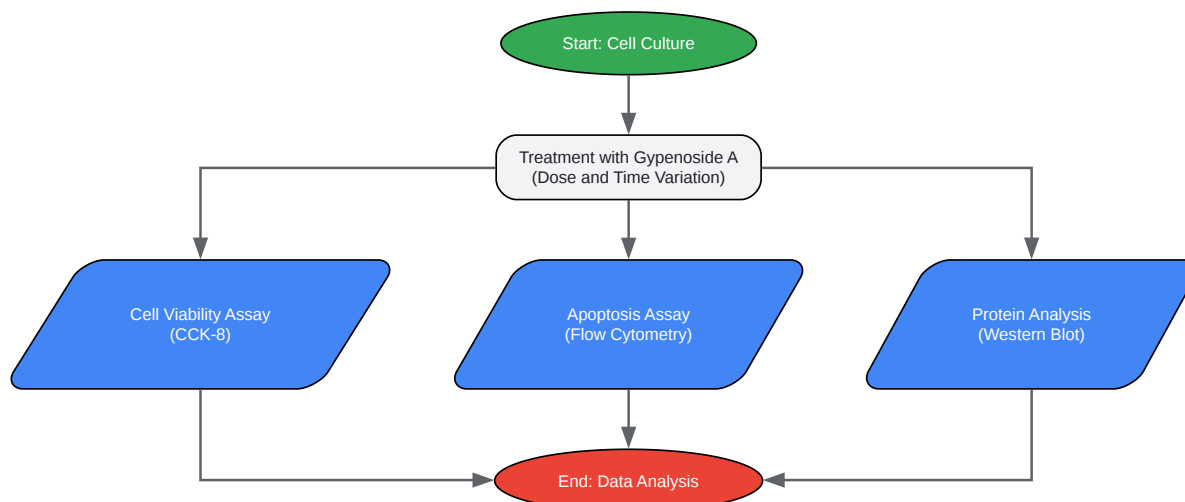 Start: Cell Culture
Treatment with Gypenoside A
(Dose and Time Variation)
Cell Viability Assay
(CCK-8)
Apoptosis Assay
(Flow Cytometry)
Protein Analysis
(Western Blot)
End: Data Analysis